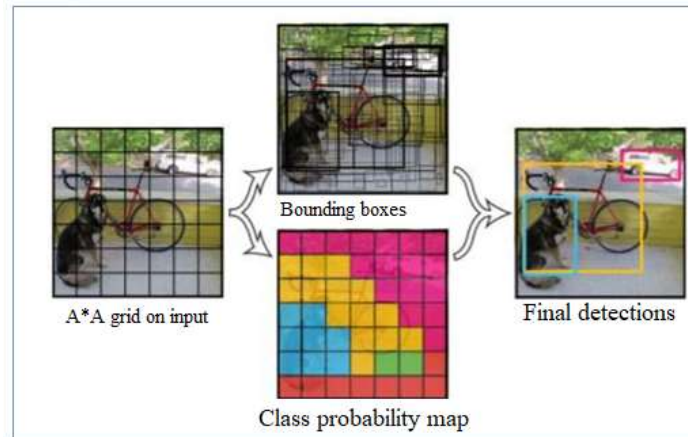 Bounding boxes
A*A grid on input
Final detections
Class probability map